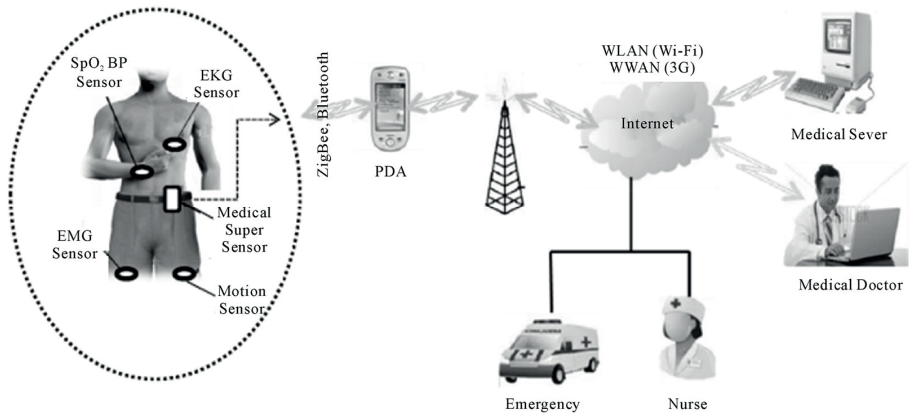 SpO₂ BP
Sensor
EKG
Sensor
Medical
Super
Sensor
EMG
Sensor
Motion
Sensor
ZigBee, Bluetooth
PDA
WLAN (Wi-Fi)
WWAN (3G)
Internet
Medical Sever
Medical Doctor
Emergency
Nurse